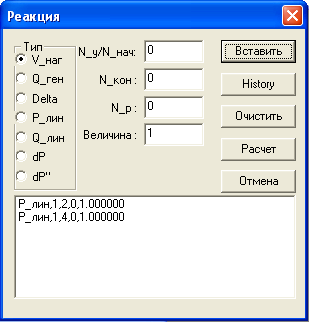 Реакция
Тип
V_наг
Q_ген
Delta
P_лин
Q_лин
dP
dP"
N_у/N_нач: 0
N_кон : 0
N_р : 0
Величина : 1
Вставить
History
Очистить
Расчет
Отмена
P_лин,1,2,0,1.000000
P_лин,1,4,0,1.000000